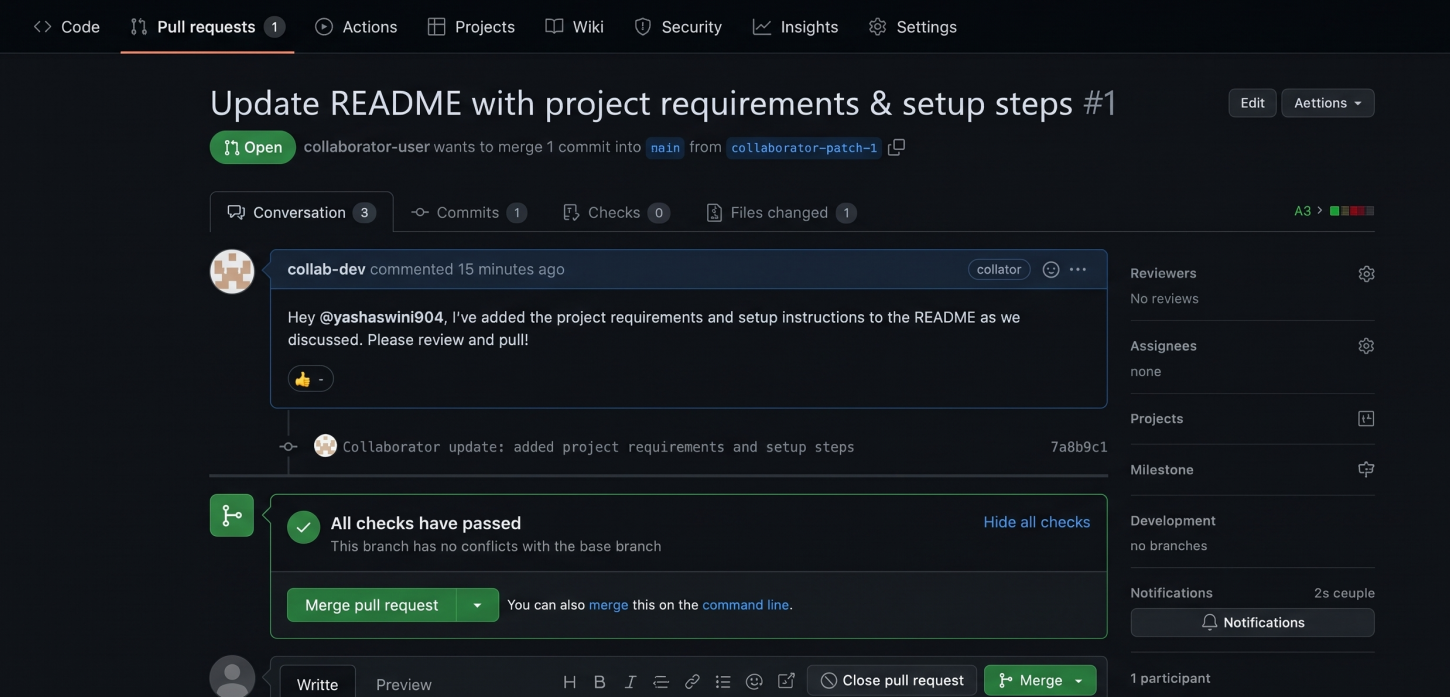 Code
Pull requests 1
Actions
Projects
Wiki
Security
Insights
Settings
Update README with project requirements & setup steps #1
Edit
Aettions
Open
collaborator-user wants to merge 1 commit into nain from collaborator-patch-1
Conversation 3
Commits 1
Checks 0
Files changed 1
A3
collab-dev commented 15 minutes ago
collator
Hey @yashaswini904, I've added the project requirements and setup instructions to the README as we
discussed. Please review and pull!
-
Collaborator update: added project requirements and setup steps
7a8b9c1
All checks have passed
This branch has no conflicts with the base branch
Hide all checks
Merge pull request
You can also merge this on the command line.
Writte
Preview
H B I
Close pull request
Merge
Reviewers
No reviews
Assignees
none
Projects
Milestone
Development
no branches
Notifications
2s ceuple
Notifications
1 participant